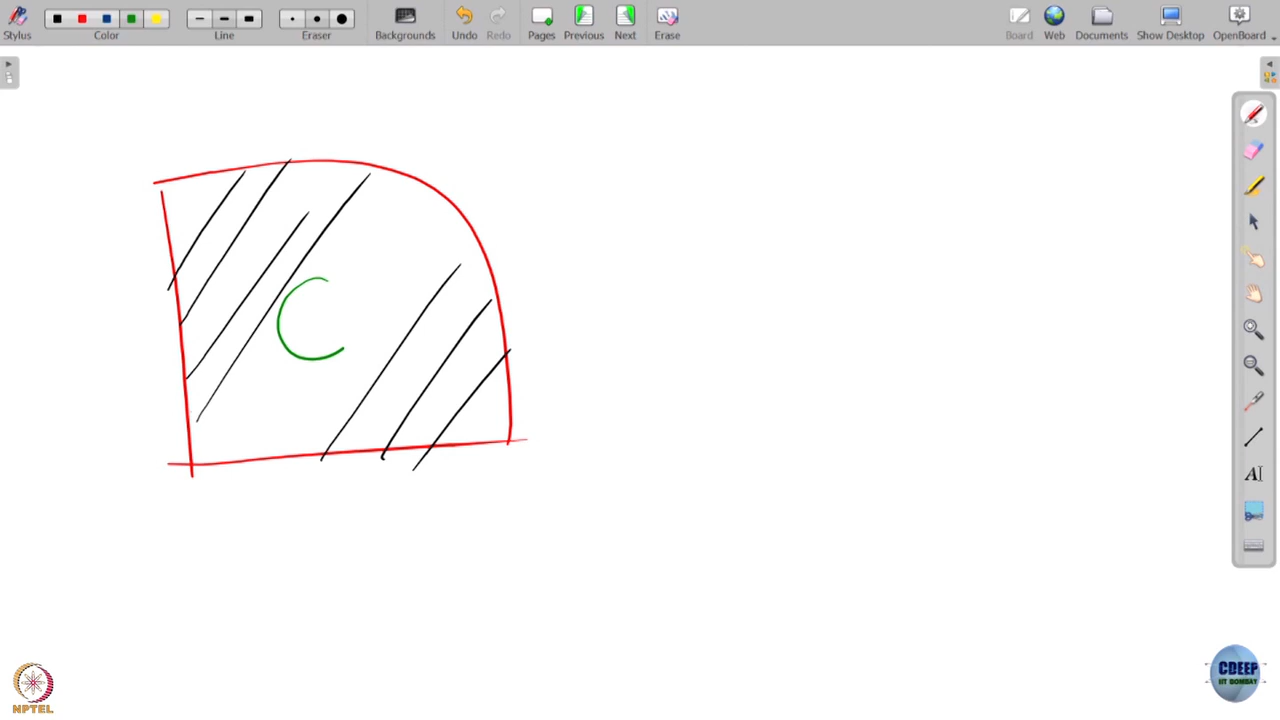 Stylus
Color
Line
Eraser
Backgrounds
Undo
Redo
Pages
Previous
Next
Erase
Board
Web
Documents
Show Desktop
OpenBoard
C
AI
NPTEL
CDEEP
IIT BOMBAY